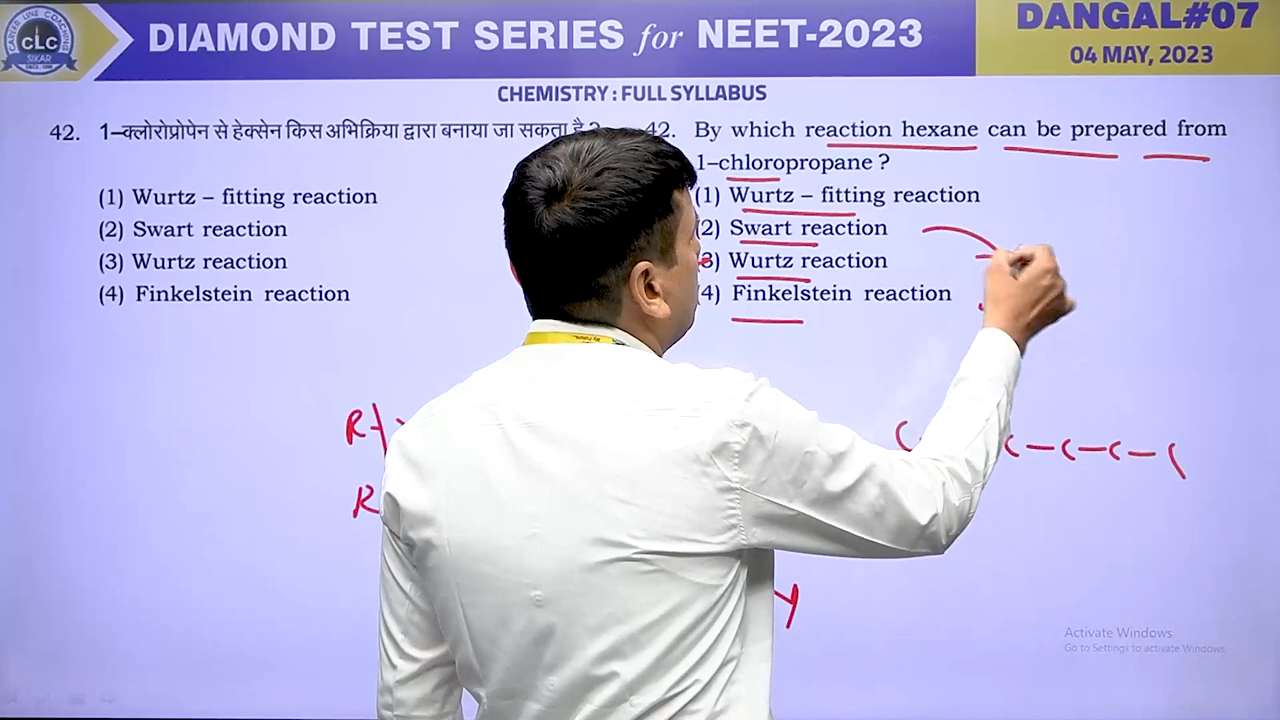 CLC
SIKAR
DIAMOND TEST SERIES for NEET-2023
DANGAL#07
04 MAY, 2023
CHEMISTRY : FULL SYLLABUS
42. 1–क्लोरोप्रोपेन से हेक्सेन किस अभिक्रिया द्वारा बनाया जा सकता है ?
(1) Wurtz – fitting reaction
(2) Swart reaction
(3) Wurtz reaction
(4) Finkelstein reaction
42. By which reaction hexane can be prepared from
1–chloropropane ?
(1) Wurtz – fitting reaction
(2) Swart reaction
3) Wurtz reaction
(4) Finkelstein reaction
R
R
C C – C – C – C
Activate Windows
Go to Settings to activate Windows.